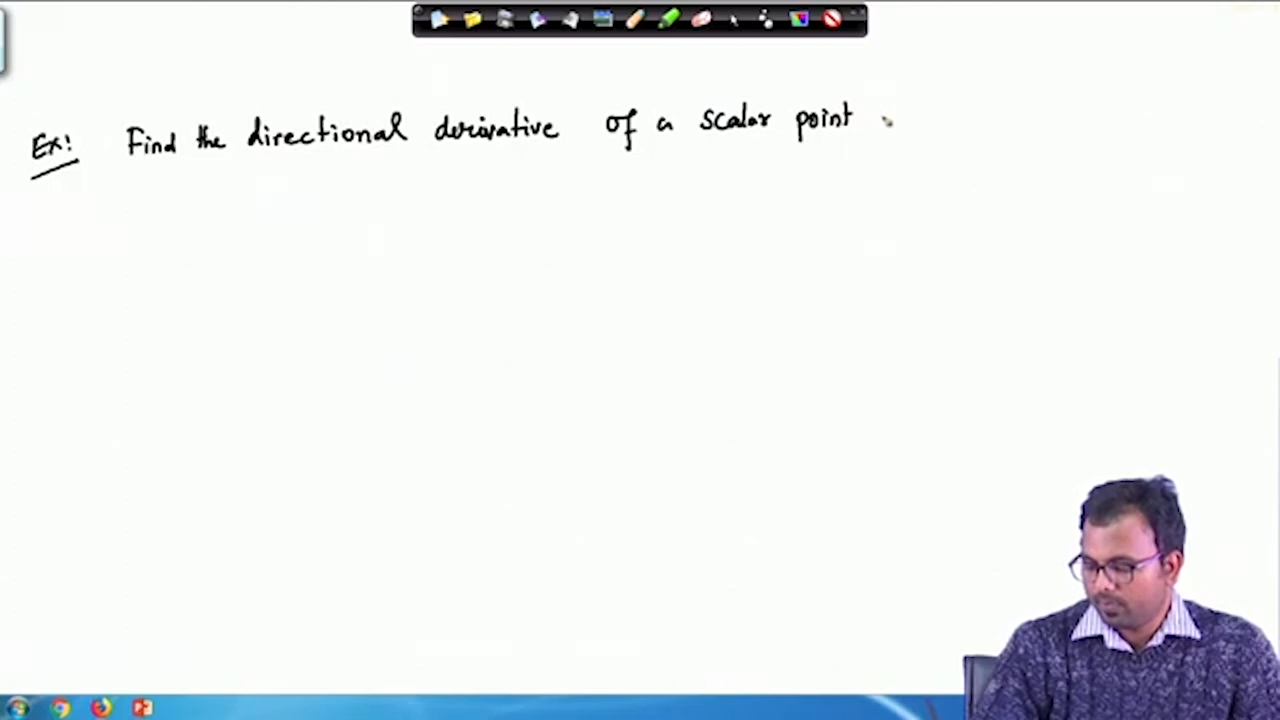 Ex: Find the directional derivative of a scalar point